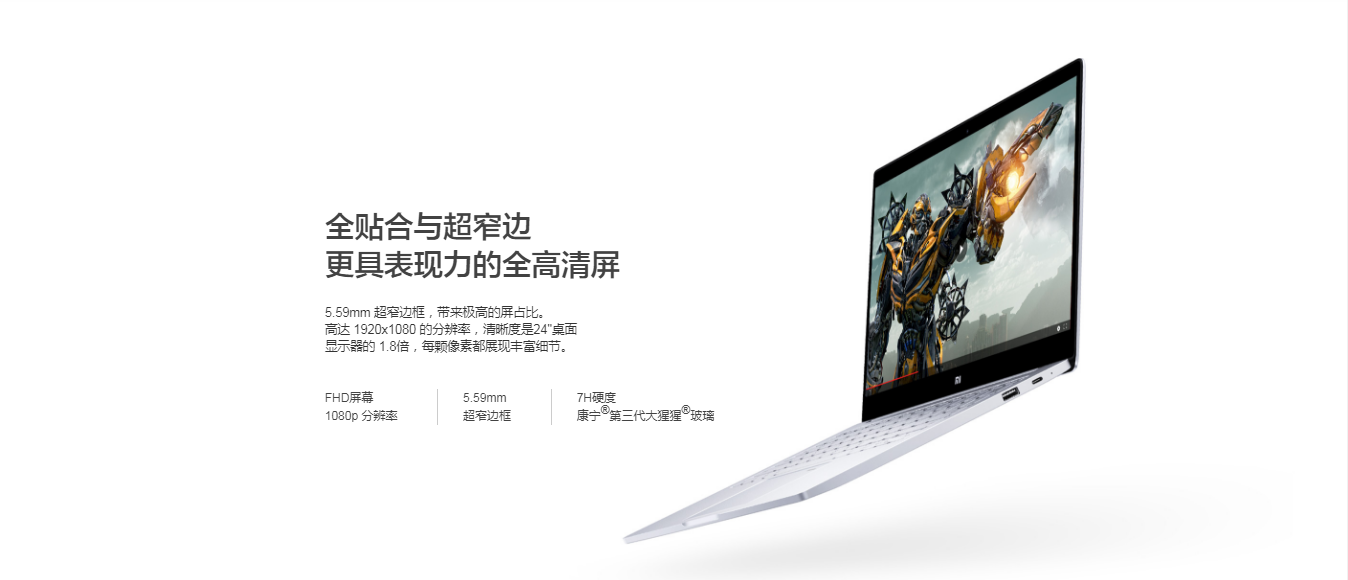 全贴合与超窄边
更具表现力的全高清屏
5.59mm 超窄边框，带来极高的屏占比。
高达 1920x1080 的分辨率，清晰度是24"桌面
显示器的 1.8倍，每颗像素都展现丰富细节。
FHD屏幕
1080p 分辨率
5.59mm
超窄边框
7H硬度
康宁®第三代大猩猩®玻璃